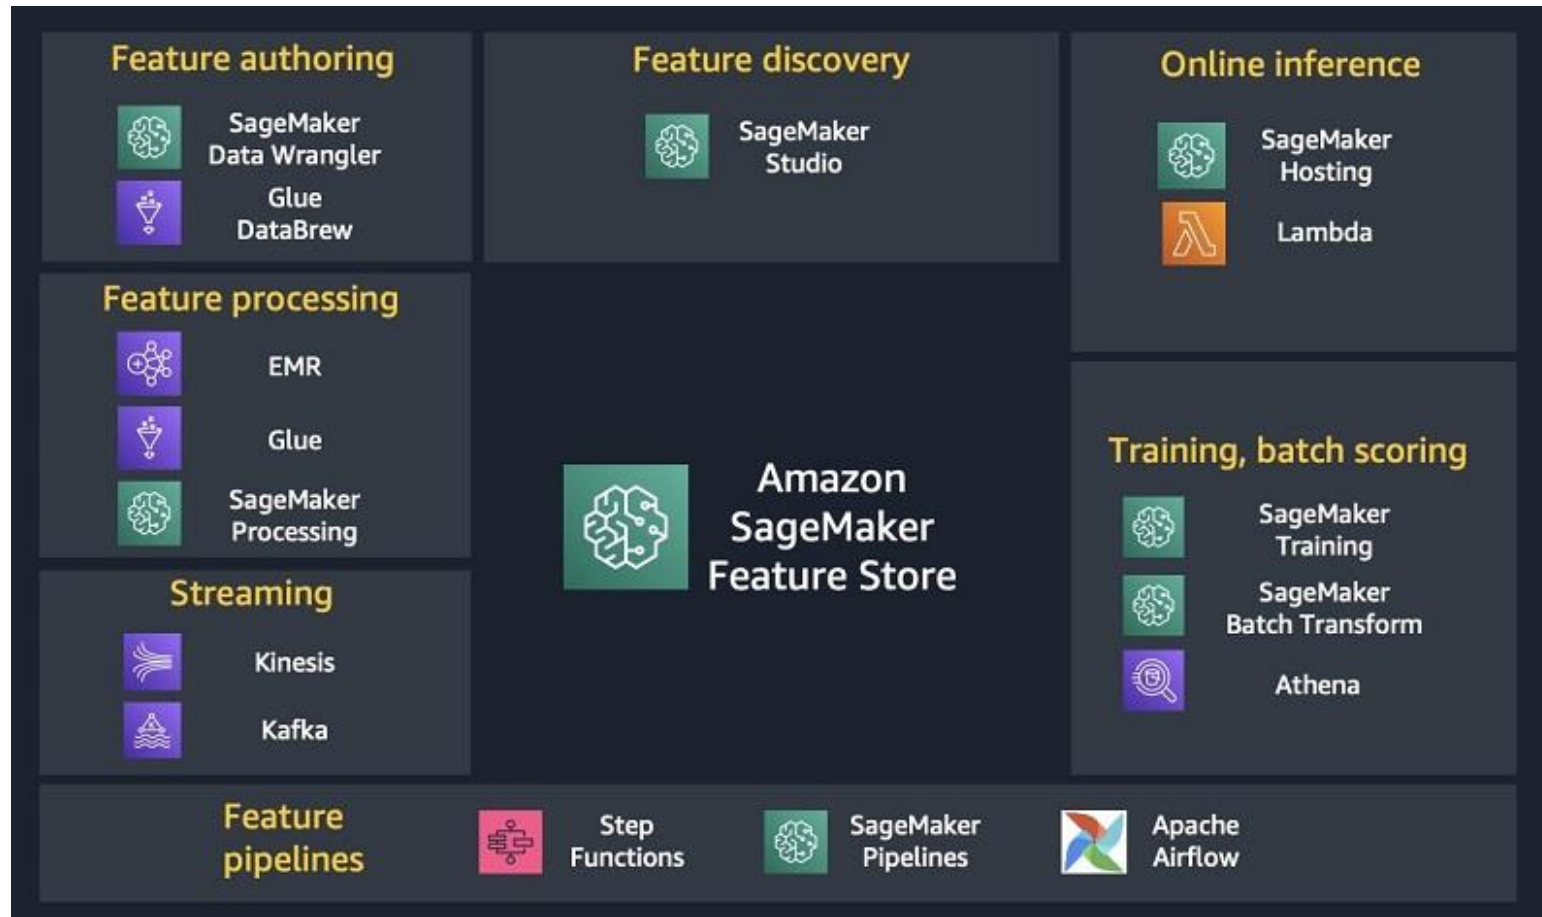 Feature authoring
SageMaker
Data Wrangler
Glue
DataBrew
Feature discovery
SageMaker
Studio
Online inference
SageMaker
Hosting
Lambda
Feature processing
EMR
Glue
SageMaker
Processing
Amazon
SageMaker
Feature Store
Training, batch scoring
SageMaker
Training
SageMaker
Batch Transform
Athena
Streaming
Kinesis
Kafka
Feature
pipelines
Step
Functions
SageMaker
Pipelines
Apache
Airflow